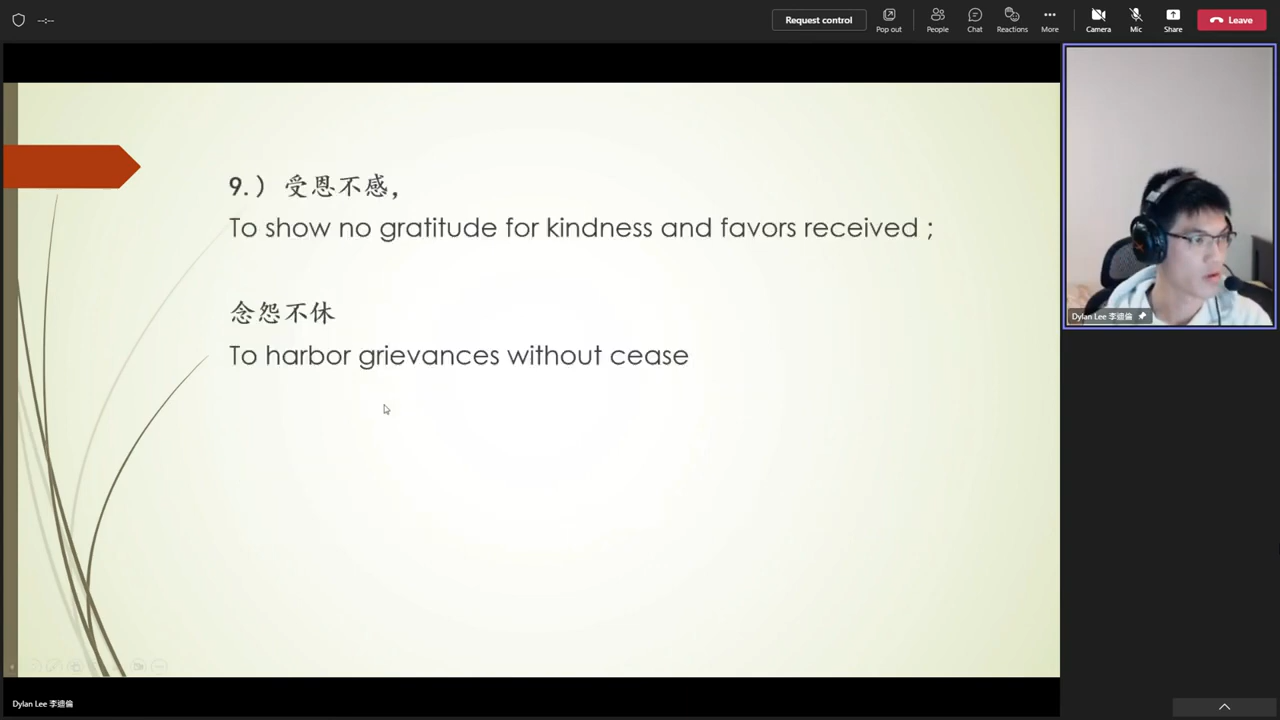 --:--
Request control
Pop out
People
Chat
Reactions
More
Camera
Mic
Share
Leave
9.） 受恩不感，
To show no gratitude for kindness and favors received ;
念怨不休
To harbor grievances without cease
Dylan Lee 李迪倫
Dylan Lee 李迪倫